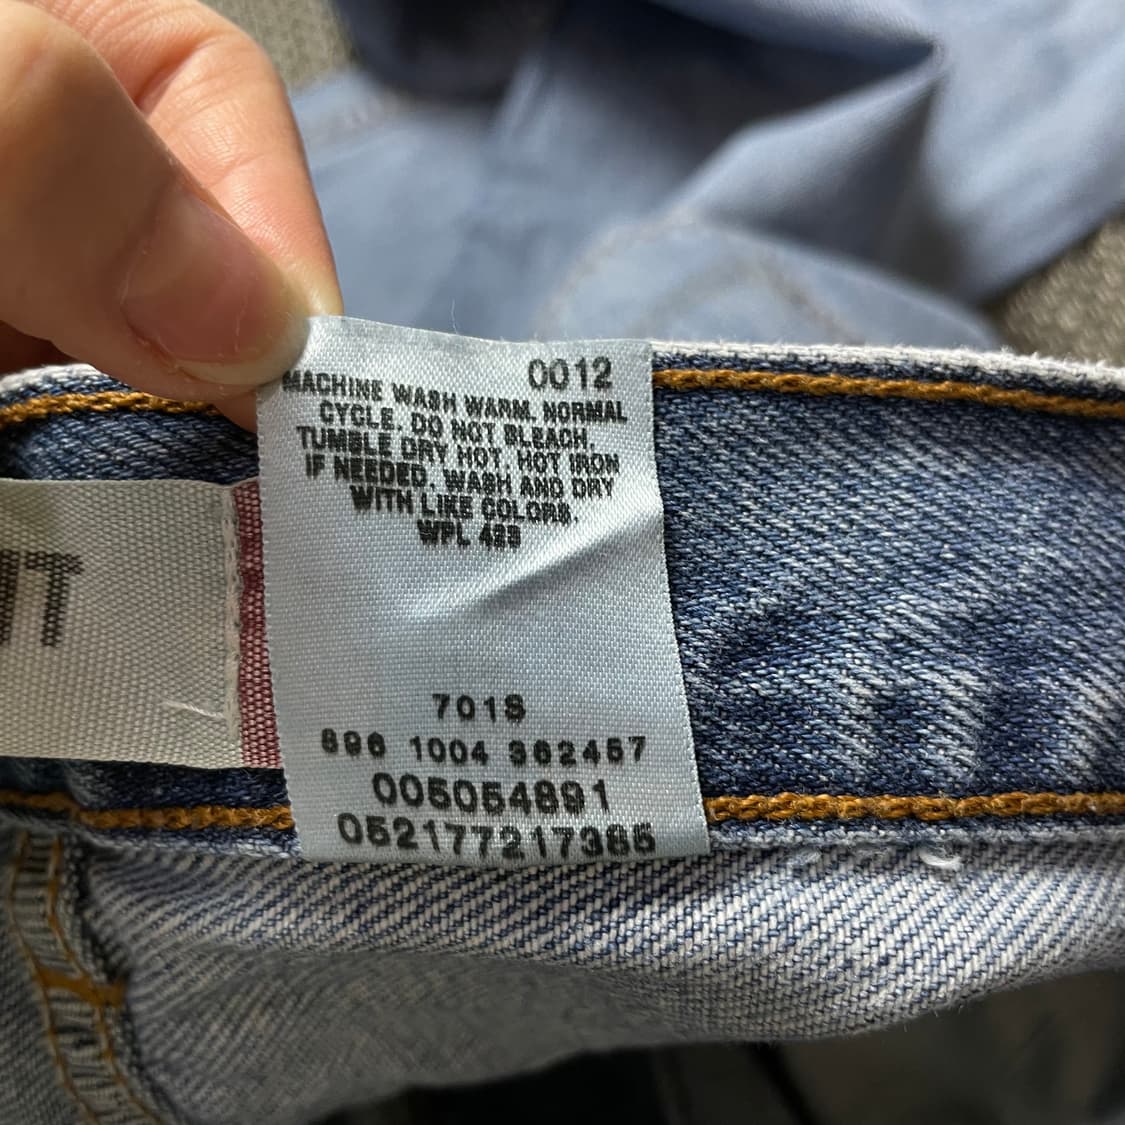 0012
MACHINE WASH WARM. NORMAL
CYCLE. DO NOT BLEACH.
TUMBLE DRY HOT. HOT IRON
IF NEEDED. WASH AND DRY
WITH LIKE COLORS.
WPL 423
701S
1004 362457
005054891
052177217385